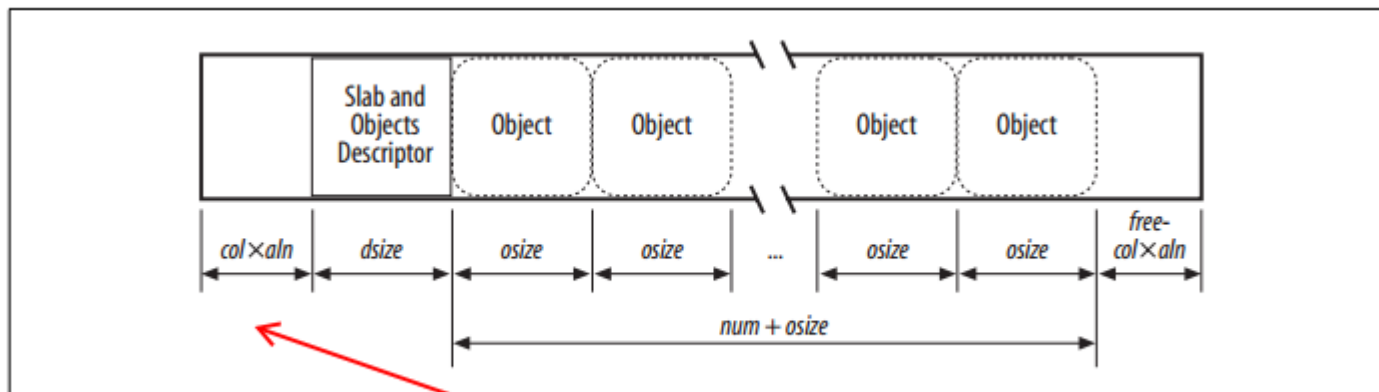 Slab and
Objects
Descriptor
Object
Object
Object
Object
col×aln
dsize
osize
osize
...
osize
osize
free-
col×aln
num + osize